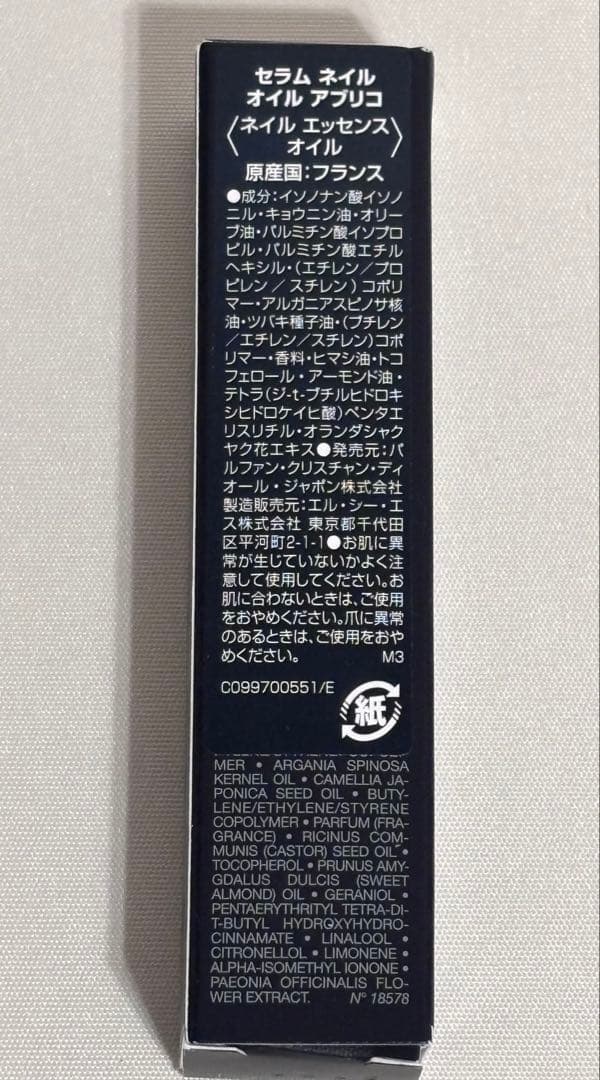 セラム ネイル
オイル アブリコ
〈ネイル エッセンス
オイル〉
原産国:フランス
●成分:イソノナン酸イソノ
ニル・キョウニン油・オリー
ブ油・パルミチン酸イソプロ
ピル・パルミチン酸エチル
ヘキシル・(エチレン/プロ
ピレン/スチレン)コポリ
マー・アルガニアスピノサ核
油・ツバキ種子油・(ブチレン
/エチレン/スチレン)コポ
リマー・香料・ヒマシ油・トコ
フェロール・アーモンド油・
テトラ(ジ-t-ブチルヒドロキ
シヒドロケイヒ酸)ペンタエ
リスリチル・オランダシャク
ヤク花エキス●発売元:パ
ルファン・クリスチャン・ディ
オール・ジャポン株式会社
製造販売元:エル・シー・エ
ス株式会社 東京都千代田
区平河町2-1-1●お肌に異
常が生じていないかよく注
意して使用してください。お
肌に合わないときは、ご使用
をおやめください。爪に異常
のあるときは、ご使用をおや
めください。 M3
C099700551/E
紙
MER • ARGANIA SPINOSA
KERNEL OIL • CAMELLIA JA-
PONICA SEED OIL • BUTY-
LENE/ETHYLENE/STYRENE
COPOLYMER • PARFUM (FRA-
GRANCE) • RICINUS COM-
MUNIS (CASTOR) SEED OIL •
TOCOPHEROL • PRUNUS AMY-
GDALUS DULCIS (SWEET
ALMOND) OIL • GERANIOL •
PENTAERYTHRITYL TETRA-DI-
T-BUTYL HYDROXYHYDRO-
CINNAMATE • LINALOOL •
CITRONELLOL • LIMONENE •
ALPHA-ISOMETHYL IONONE •
PAEONIA OFFICINALIS FLO-
WER EXTRACT. N° 18578